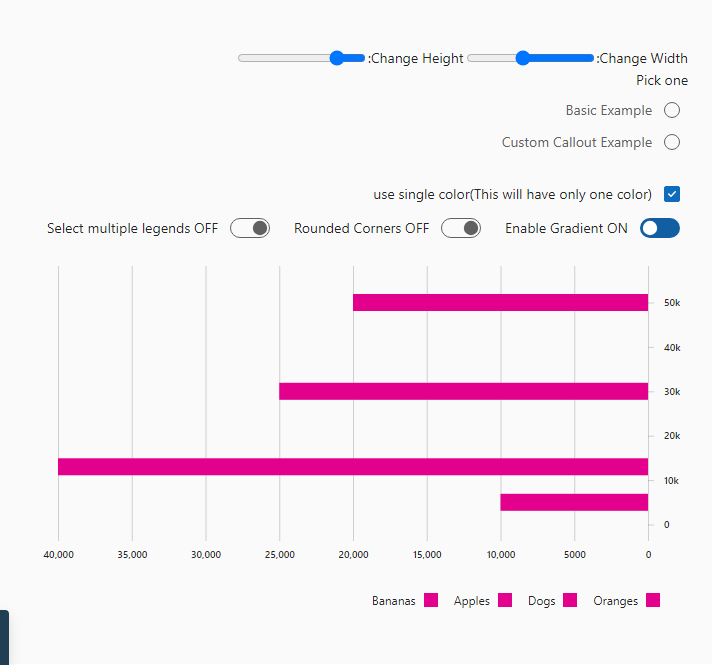 :Change Height :Change Width
Pick one
Basic Example
Custom Callout Example
use single color(This will have only one color)
Select multiple legends OFF Rounded Corners OFF Enable Gradient ON
50k
40k
30k
20k
10k
0
40,000 35,000 30,000 25,000 20,000 15,000 10,000 5000 0
Bananas Apples Dogs Oranges